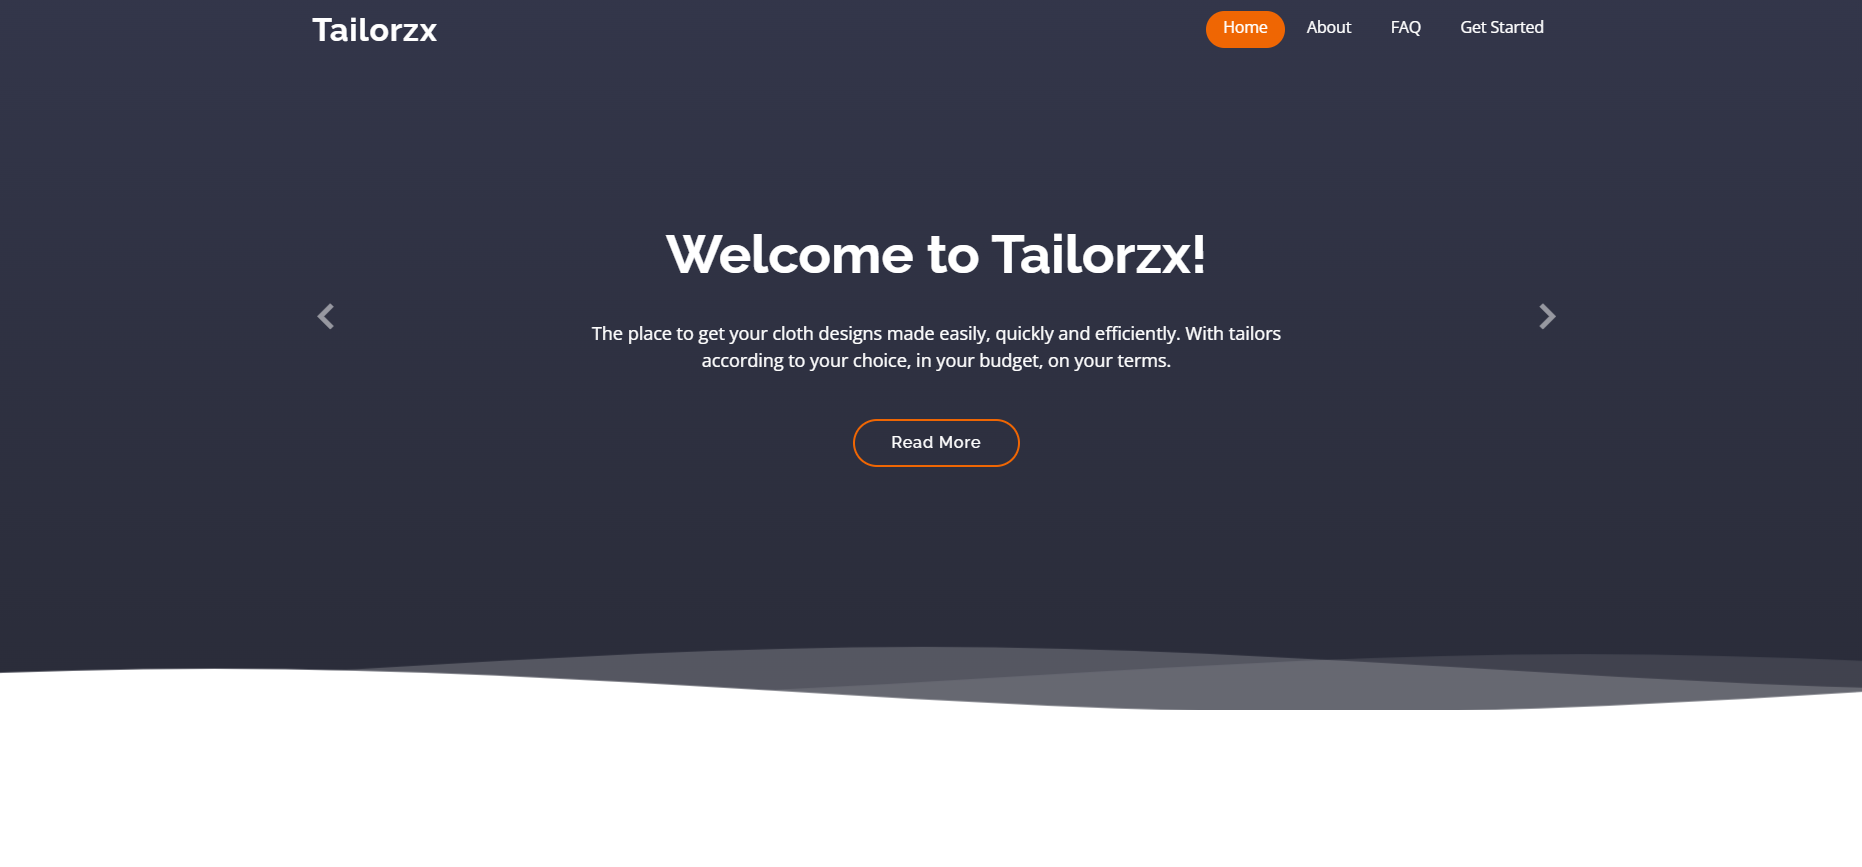 Tailorzx
Home About FAQ Get Started
Welcome to Tailorzx!
The place to get your cloth designs made easily, quickly and efficiently. With tailors
according to your choice, in your budget, on your terms.
Read More